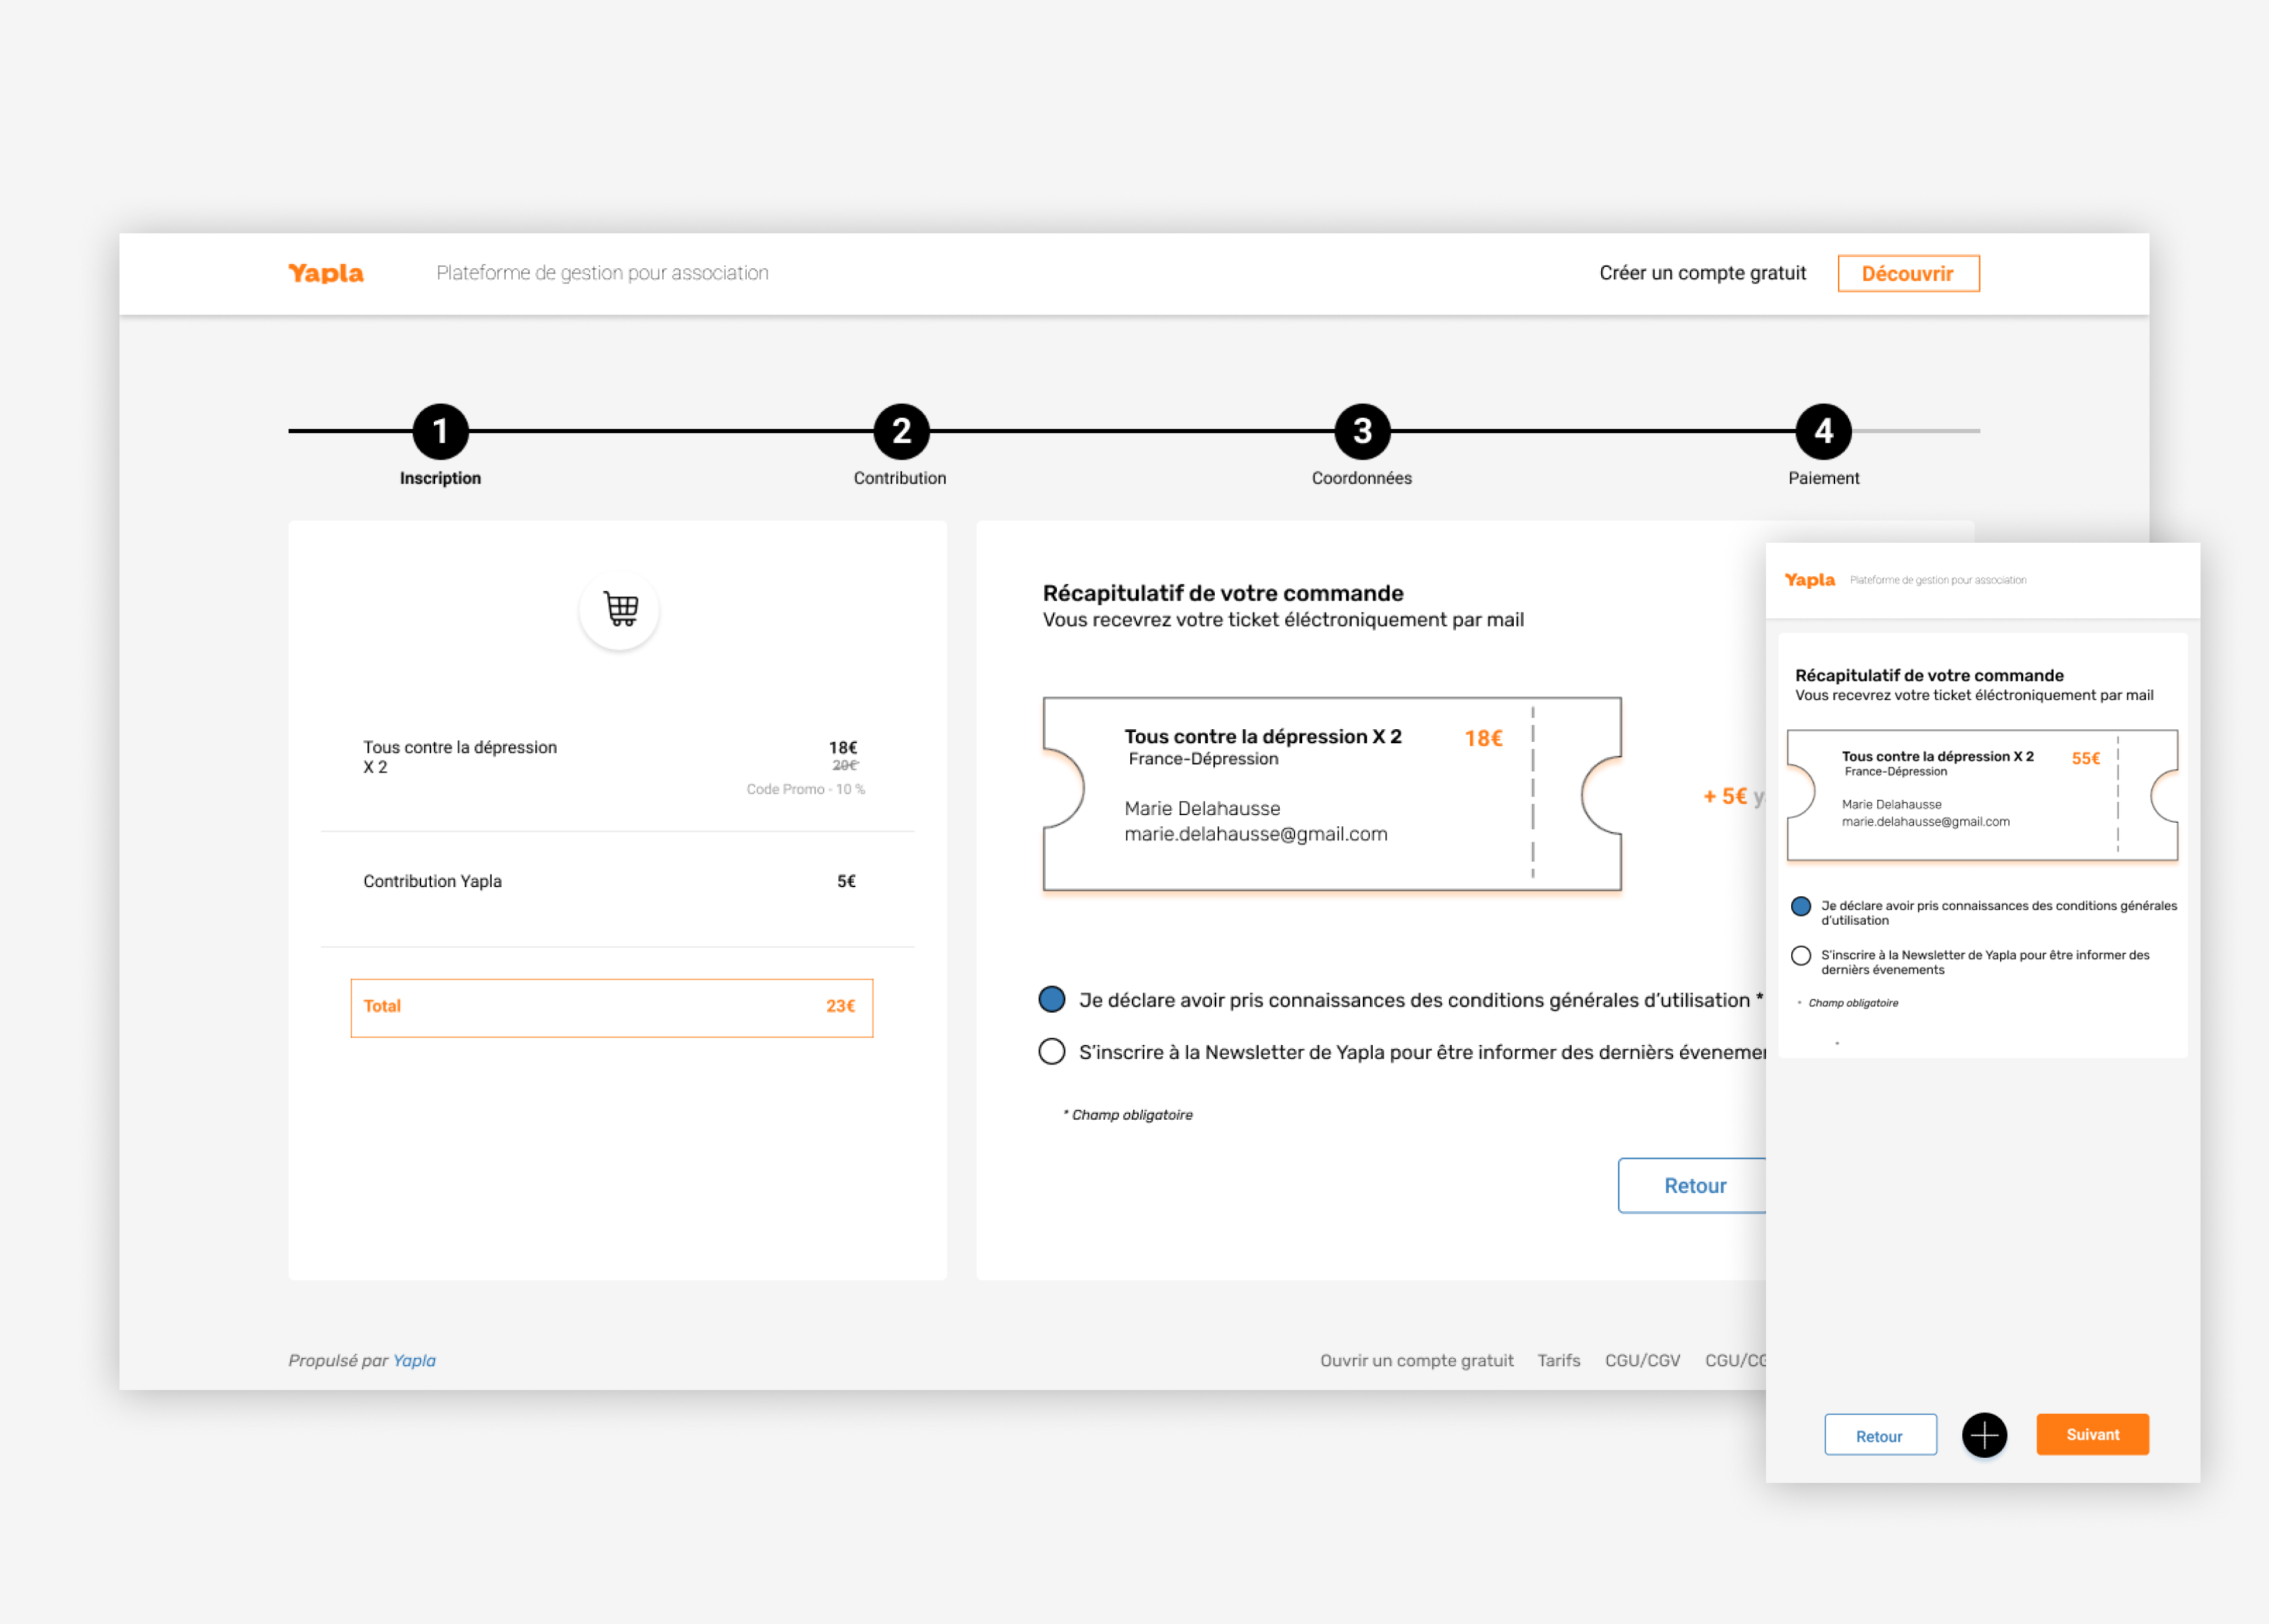 Yapla
Plateforme de gestion pour association
Créer un compte gratuit
Découvrir
1
2
3
4
Inscription
Contribution
Coordonnées
Paiement
Tous contre la dépression
X 2
18€
20€
Code Promo - 10 %
Contribution Yapla
5€
Total
23€
Récapitulatif de votre commande
Vous recevrez votre ticket éléctroniquement par mail
Tous contre la dépression X 2
18€
France-Dépression
Marie Delahausse
marie.delahausse@gmail.com
+ 5€
Je déclare avoir pris connaissances des conditions générales d'utilisation *
S'inscrire à la Newsletter de Yapla pour être informer des dernièrs
* Champ obligatoire
Retour
Propulsé par Yapla
Ouvrir un compte gratuit
Tarifs
CGU/CGV
Yapla
Plateforme de gestion pour association
Récapitulatif de votre commande
Vous recevrez votre ticket éléctroniquement par mail
Tous contre la dépression X 2
55€
France-Dépression
Marie Delahausse
marie.delahausse@gmail.com
Je déclare avoir pris connaissances des conditions générales
d'utilisation
S'inscrire à la Newsletter de Yapla pour être informer des
dernièrs évenements
* Champ obligatoire
*
Retour
Suivant